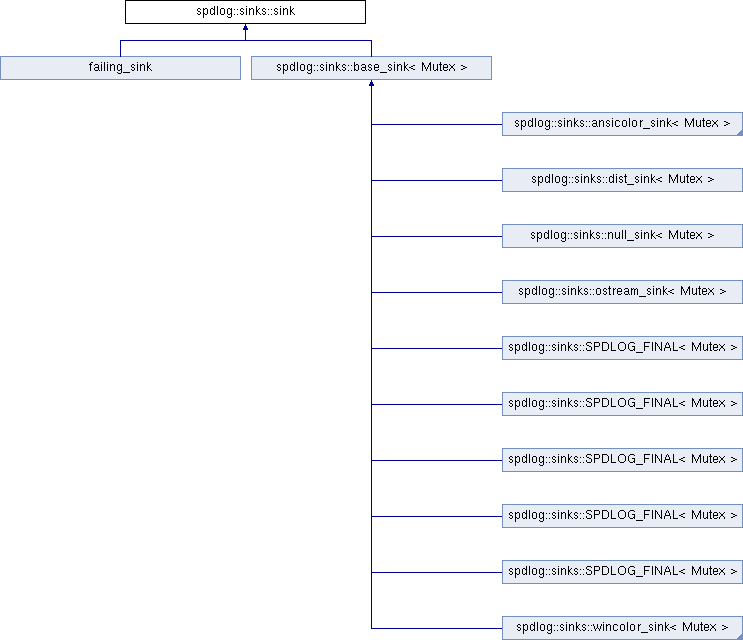 spdlog::sinks::sink
failing_sink
spdlog::sinks::base_sink< Mutex >
spdlog::sinks::ansicolor_sink< Mutex >
spdlog::sinks::dist_sink< Mutex >
spdlog::sinks::null_sink< Mutex >
spdlog::sinks::ostream_sink< Mutex >
spdlog::sinks::SPDLOG_FINAL< Mutex >
spdlog::sinks::SPDLOG_FINAL< Mutex >
spdlog::sinks::SPDLOG_FINAL< Mutex >
spdlog::sinks::SPDLOG_FINAL< Mutex >
spdlog::sinks::SPDLOG_FINAL< Mutex >
spdlog::sinks::wincolor_sink< Mutex >